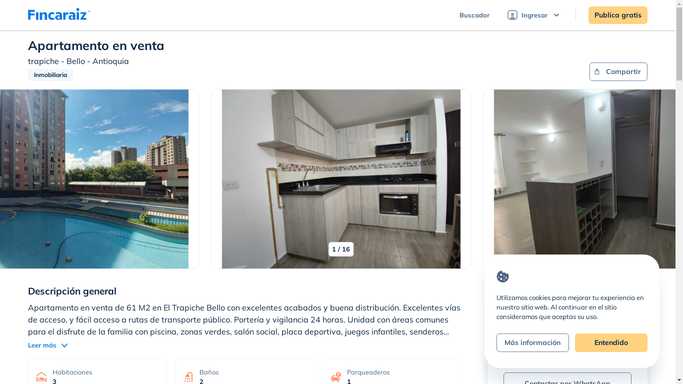 Fincaraiz
Buscador
Ingresar
Publica gratis
Apartamento en venta
trapiche - Bello - Antioquia
Inmobiliaria
Compartir
1 / 16
Descripción general
Apartamento en venta de 61 M2 en El Trapiche Bello con excelentes acabados y buena distribución. Excelentes vías
de acceso, y fácil acceso a rutas de transporte público. Portería y vigilancia 24 horas. Unidad con áreas comunes
para el disfrute de la familia con piscina, zonas verdes, salón social, placa deportiva, juegos infantiles, senderos...
Leer más
Habitaciones
3
Baños
2
Parqueaderos
1
Utilizamos cookies para mejorar tu experiencia en
nuestro sitio web. Al continuar en el sitio
consideramos que aceptas su uso.
Más información
Entendido
Contactar por WhatsApp